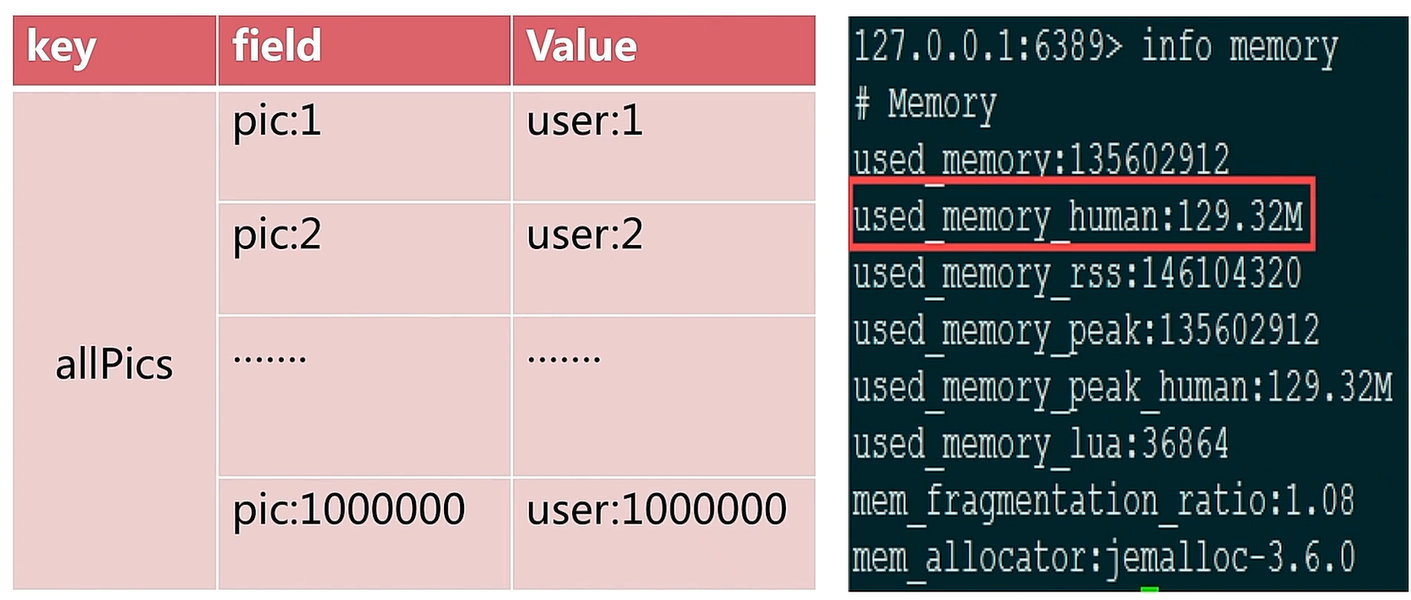 key field Value
pic:1 user:1
pic:2 user:2
allPics ....... .......
pic:1000000 user:1000000
127.0.0.1:6389> info memory
# Memory
used_memory:135602912
used_memory_human:129.32M
used_memory_rss:146104320
used_memory_peak:135602912
used_memory_peak_human:129.32M
used_memory_lua:36864
mem_fragmentation_ratio:1.08
mem_allocator:jemalloc-3.6.0